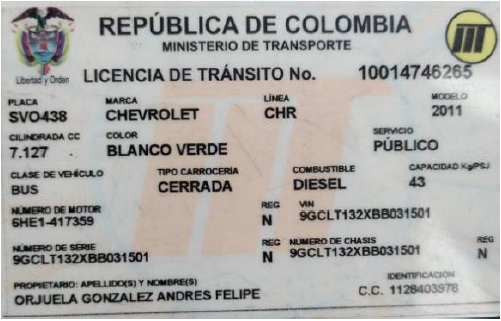 REPÚBLICA DE COLOMBIA
MINISTERIO DE TRANSPORTE
Libertad y Orden
LICENCIA DE TRÁNSITO No. 10014746265
PLACA MARCA LÍNEA MODELO
SVO438 CHEVROLET CHR 2011
CILINDRADA CC COLOR SERVICIO
7.127 BLANCO VERDE PÚBLICO
CLASE DE VEHÍCULO TIPO CARROCERÍA COMBUSTIBLE CAPACIDAD Kg/PSJ
BUS CERRADA DIESEL 43
NÚMERO DE MOTOR REG VIN
6HE1-417359 N 9GCLT132XBB031501
NÚMERO DE SERIE REG NÚMERO DE CHASIS REG
9GCLT132XBB031501 N 9GCLT132XBB031501 N
PROPIETARIO: APELLIDO(S) Y NOMBRE(S) IDENTIFICACIÓN
ORJUELA GONZALEZ ANDRES FELIPE C.C. 1128403978